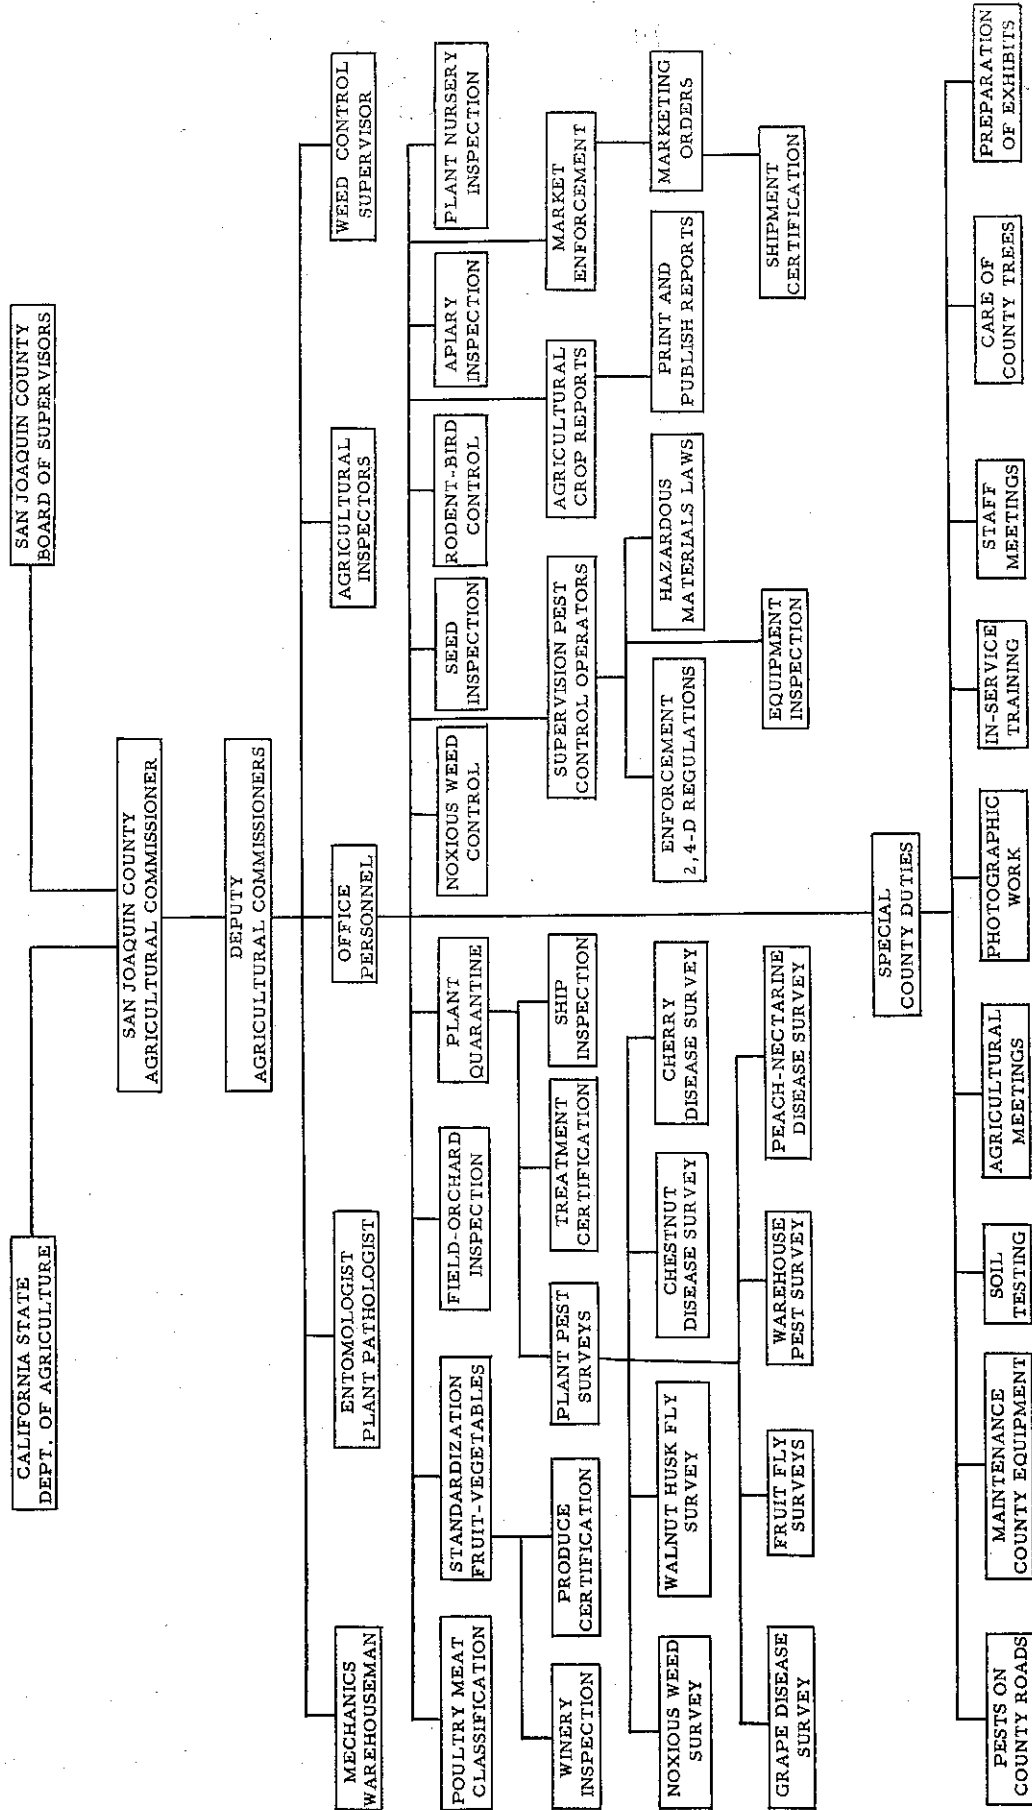 CALIFORNIA STATE
DEPT. OF AGRICULTURE
SAN JOAQUIN COUNTY
BOARD OF SUPERVISORS
SAN JOAQUIN COUNTY
AGRICULTURAL COMMISSIONER
DEPUTY
AGRICULTURAL COMMISSIONERS
MECHANICS
WAREHOUSEMAN
ENTOMOLOGIST
PLANT PATHOLOGIST
OFFICE
PERSONNEL
AGRICULTURAL
INSPECTORS
WEED CONTROL
SUPERVISOR
POULTRY MEAT
CLASSIFICATION
STANDARDIZATION
FRUIT-VEGETABLES
FIELD-ORCHARD
INSPECTION
PLANT
QUARANTINE
NOXIOUS WEED
CONTROL
SEED
INSPECTION
RODENT-BIRD
CONTROL
APIARY
INSPECTION
PLANT NURSERY
INSPECTION
WINERY
INSPECTION
PRODUCE
CERTIFICATION
PLANT PEST
SURVEYS
TREATMENT
CERTIFICATION
SHIP
INSPECTION
SUPERVISION PEST
CONTROL OPERATORS
AGRICULTURAL
CROP REPORTS
MARKET
ENFORCEMENT
NOXIOUS WEED
SURVEY
WALNUT HUSK FLY
SURVEY
CHESTNUT
DISEASE SURVEY
CHERRY
DISEASE SURVEY
ENFORCEMENT
2,4-D REGULATIONS
HAZARDOUS
MATERIALS LAWS
PRINT AND
PUBLISH REPORTS
MARKETING
ORDERS
GRAPE DISEASE
SURVEY
FRUIT FLY
SURVEYS
WAREHOUSE
PEST SURVEY
PEACH-NECTARINE
DISEASE SURVEY
EQUIPMENT
INSPECTION
SHIPMENT
CERTIFICATION
SPECIAL
COUNTY DUTIES
PESTS ON
COUNTY ROADS
MAINTENANCE
COUNTY EQUIPMENT
SOIL
TESTING
AGRICULTURAL
MEETINGS
PHOTOGRAPHIC
WORK
IN-SERVICE
TRAINING
STAFF
MEETINGS
CARE OF
COUNTY TREES
PREPARATION
OF EXHIBITS